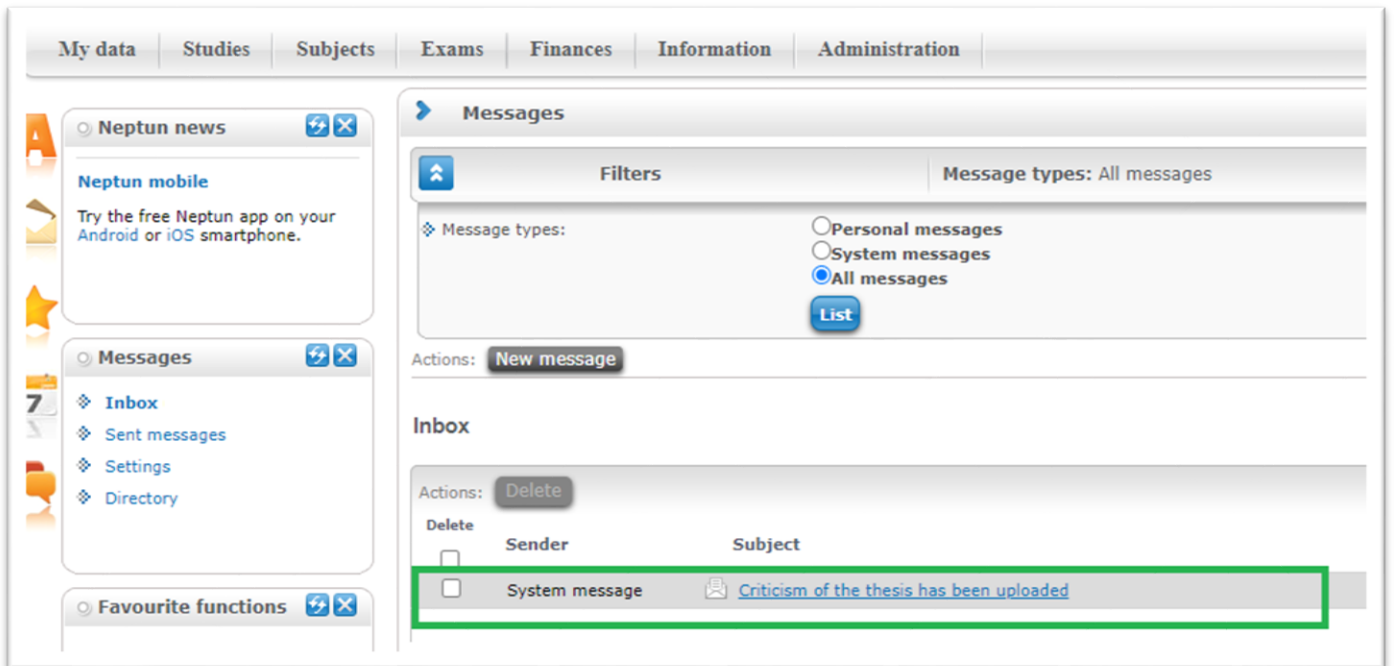 My data Studies Subjects Exams Finances Information Administration
Neptun news
Neptun mobile
Try the free Neptun app on your
Android or iOS smartphone.
Messages
Inbox
Sent messages
Settings
Directory
Favourite functions
Messages
Filters Message types: All messages
Message types:
Personal messages
System messages
All messages
List
Actions: New message
Inbox
Actions: Delete
Delete
Sender Subject
System message Criticism of the thesis has been uploaded
A
7